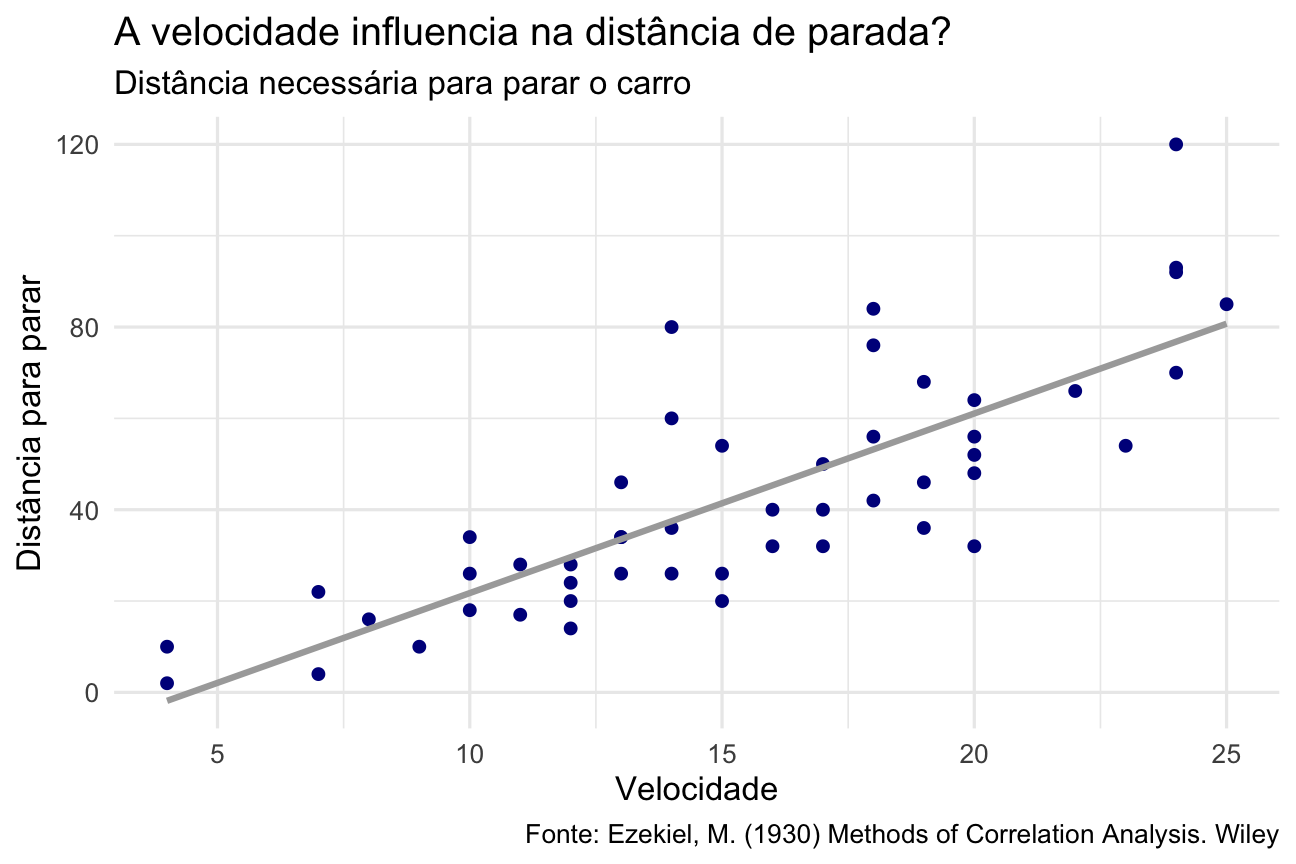 A velocidade influencia na distância de parada?
Distância necessária para parar o carro
120
80
40
0
Distância para parar
5 10 15 20 25
Velocidade
Fonte: Ezekiel, M. (1930) Methods of Correlation Analysis. Wiley